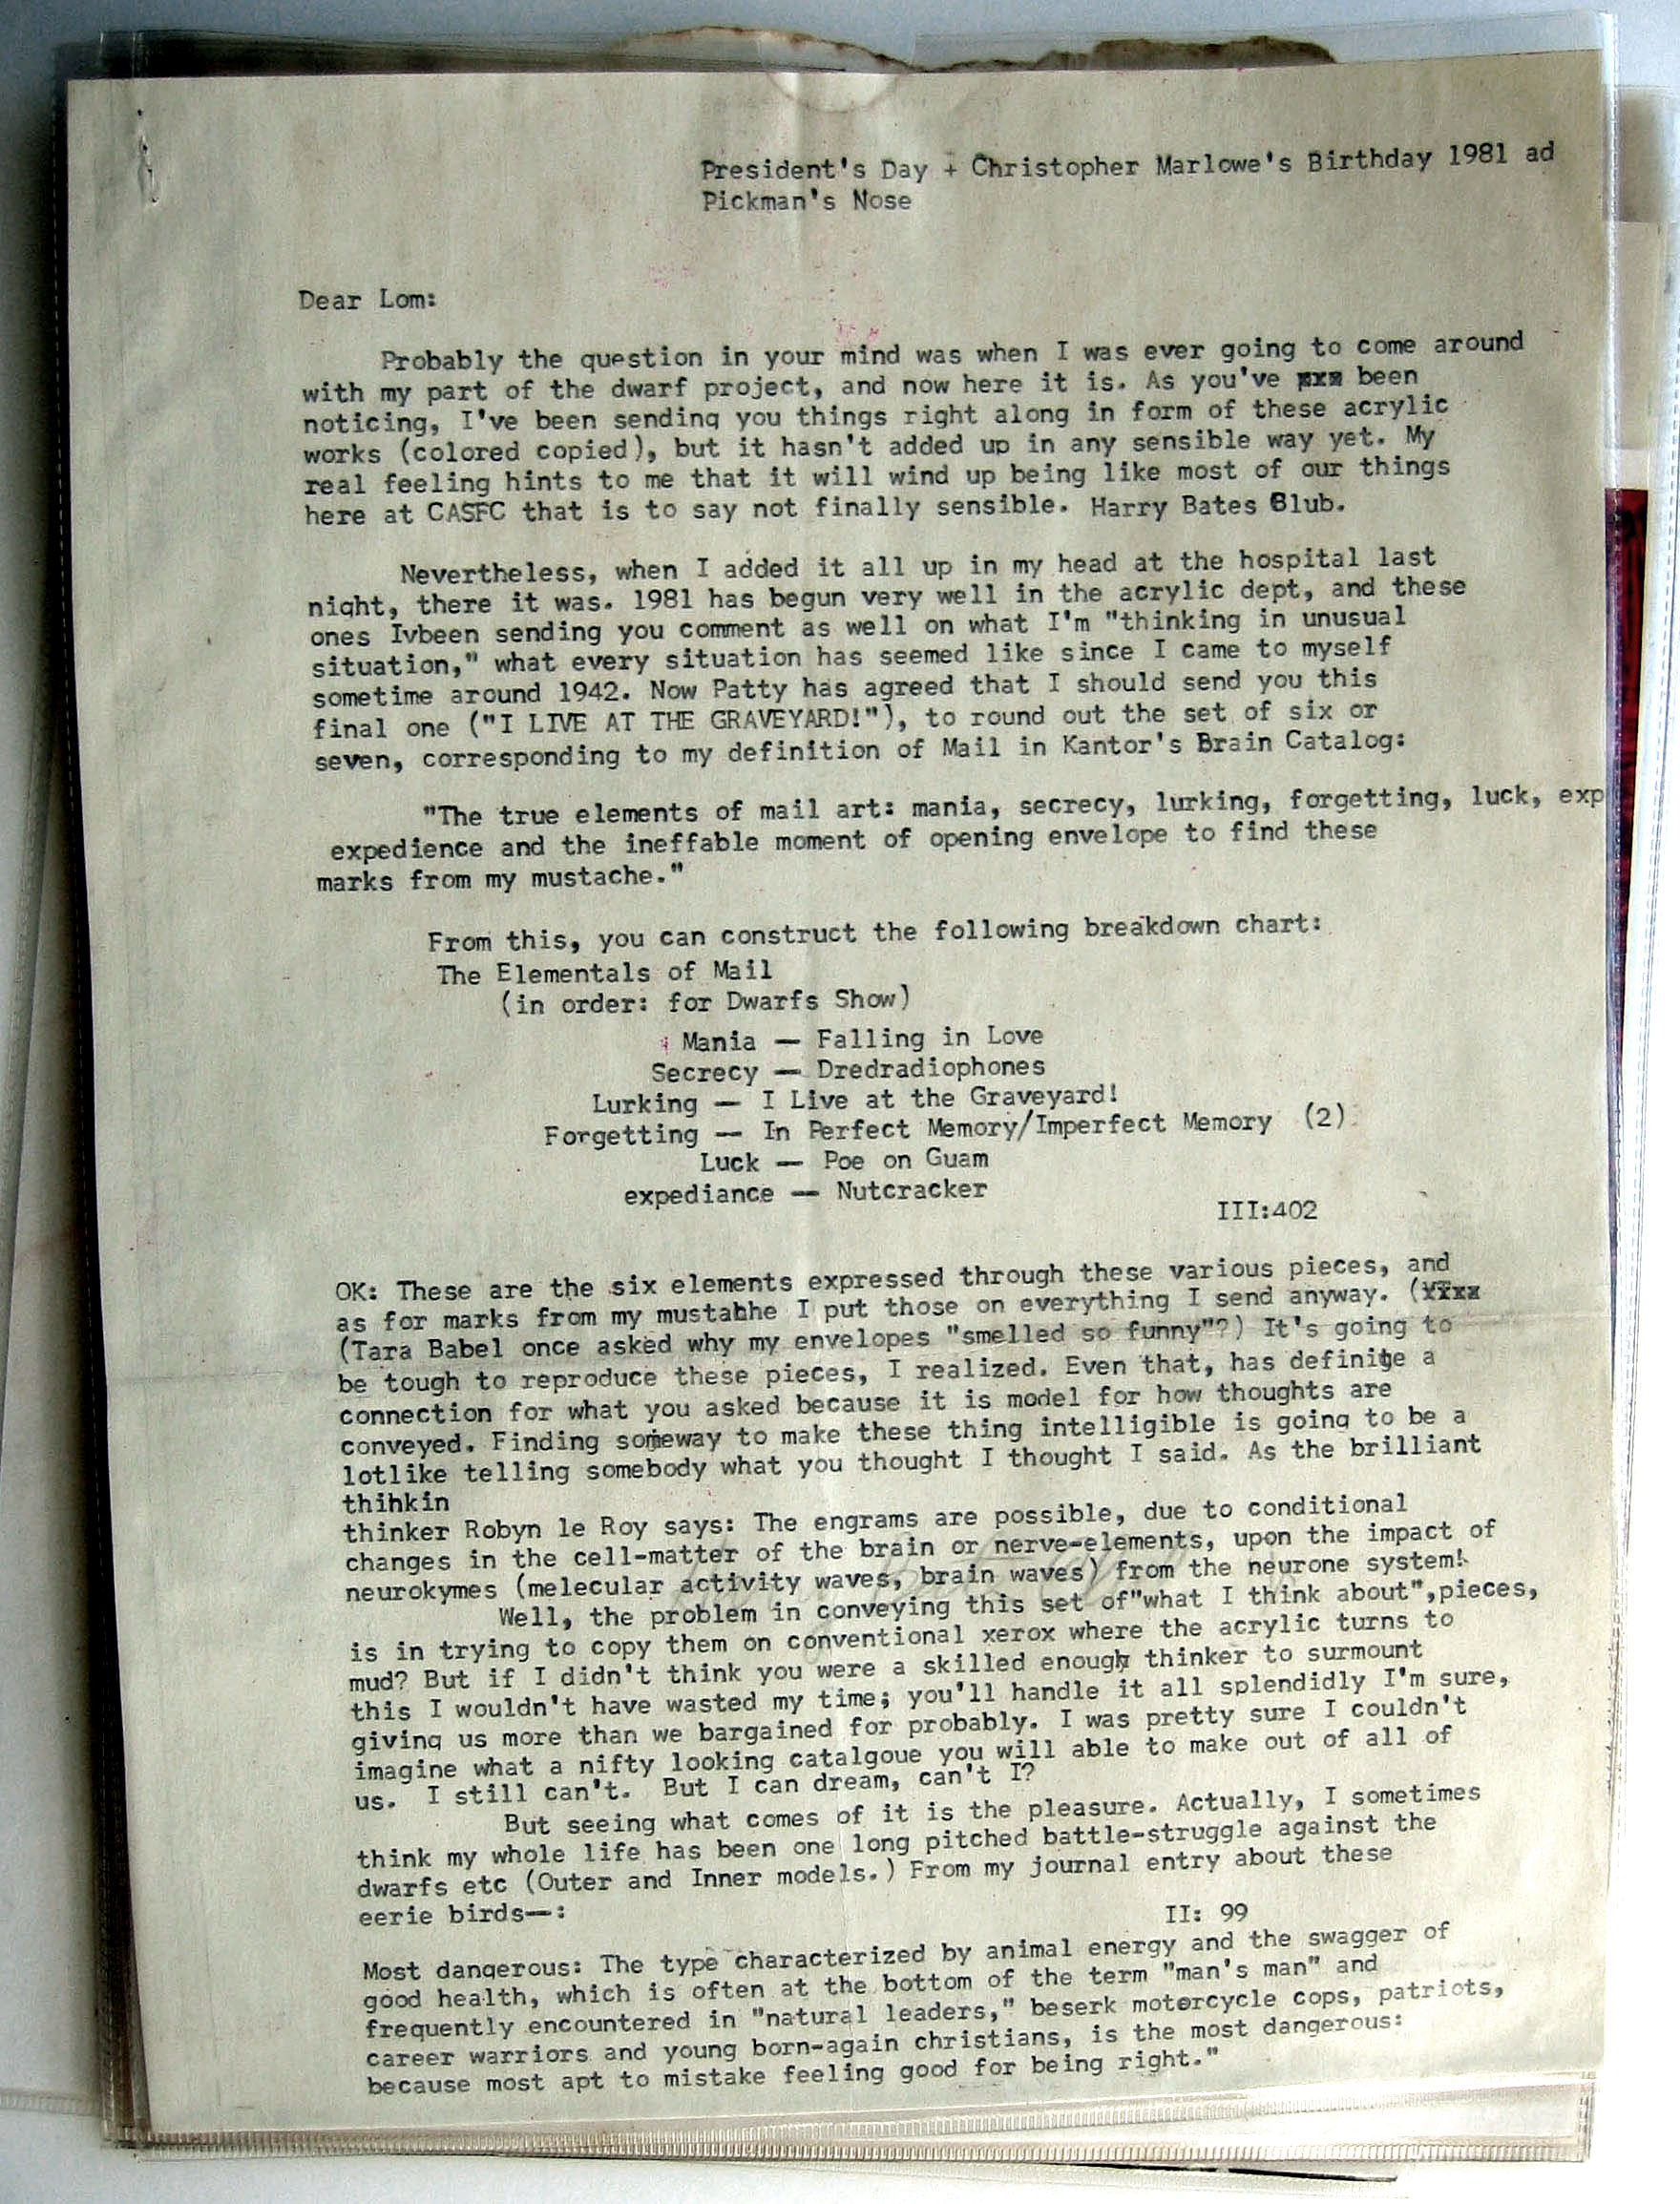 President's Day + Christopher Marlowe's Birthday 1981 ad
Pickman's Nose
Dear Lom:
Probably the question in your mind was when I was ever going to come around
with my part of the dwarf project, and now here it is. As you've xxx been
noticing, I've been sending you things right along in form of these acrylic
works (colored copied), but it hasn't added up in any sensible way yet. My
real feeling hints to me that it will wind up being like most of our things
here at CASFC that is to say not finally sensible. Harry Bates Blub.
Nevertheless, when I added it all up in my head at the hospital last
night, there it was. 1981 has begun very well in the acrylic dept, and these
ones Ivbeen sending you comment as well on what I'm "thinking in unusual
situation," what every situation has seemed like since I came to myself
sometime around 1942. Now Patty has agreed that I should send you this
final one ("I LIVE AT THE GRAVEYARD!"), to round out the set of six or
seven, corresponding to my definition of Mail in Kantor's Brain Catalog:
"The true elements of mail art: mania, secrecy, lurking, forgetting, luck, exp
expedience and the ineffable moment of opening envelope to find these
marks from my mustache."
From this, you can construct the following breakdown chart:
The Elementals of Mail
(in order: for Dwarfs Show)
Mania — Falling in Love
Secrecy — Dredradiophones
Lurking — I Live at the Graveyard!
Forgetting — In Perfect Memory/Imperfect Memory (2)
Luck — Poe on Guam
expediance — Nutcracker
III:402
OK: These are the six elements expressed through these various pieces, and
as for marks from my mustahhe I put those on everything I send anyway. (
(Tara Babel once asked why my envelopes "smelled so funny"?) It's going to
be tough to reproduce these pieces, I realized. Even that, has definite a
connection for what you asked because it is model for how thoughts are
conveyed. Finding someway to make these thing intelligible is going to be a
lotlike telling somebody what you thought I thought I said. As the brilliant
thihkin
thinker Robyn le Roy says: The engrams are possible, due to conditional
changes in the cell-matter of the brain or nerve-elements, upon the impact of
neurokymes (melecular activity waves, brain waves) from the neurone system!
Well, the problem in conveying this set of"what I think about",pieces,
is in trying to copy them on conventional xerox where the acrylic turns to
mud? But if I didn't think you were a skilled enough thinker to surmount
this I wouldn't have wasted my time; you'll handle it all splendidly I'm sure,
giving us more than we bargained for probably. I was pretty sure I couldn't
imagine what a nifty looking catalgoue you will able to make out of all of
us. I still can't. But I can dream, can't I?
But seeing what comes of it is the pleasure. Actually, I sometimes
think my whole life has been one long pitched battle-struggle against the
dwarfs etc (Outer and Inner models.) From my journal entry about these
eerie birds—:
II: 99
Most dangerous: The type characterized by animal energy and the swagger of
good health, which is often at the bottom of the term "man's man" and
frequently encountered in "natural leaders," beserk motorcycle cops, patriots,
career warriors and young born-again christians, is the most dangerous:
because most apt to mistake feeling good for being right."